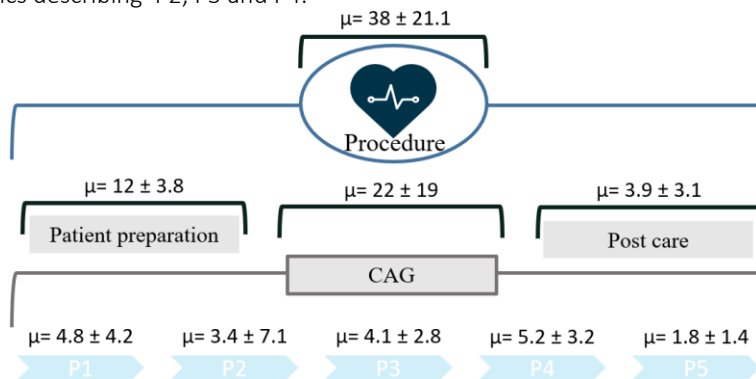 P2, P3 and P4.
μ= 38 ± 21.1
Procedure
μ= 12 ± 3.8
μ= 22 ± 19
μ= 3.9 ± 3.1
Patient preparation
CAG
Post care
μ= 4.8 ± 4.2
μ= 3.4 ± 7.1
μ= 4.1 ± 2.8
μ= 5.2 ± 3.2
μ= 1.8 ± 1.4
P1
P2
P3
P4
P5